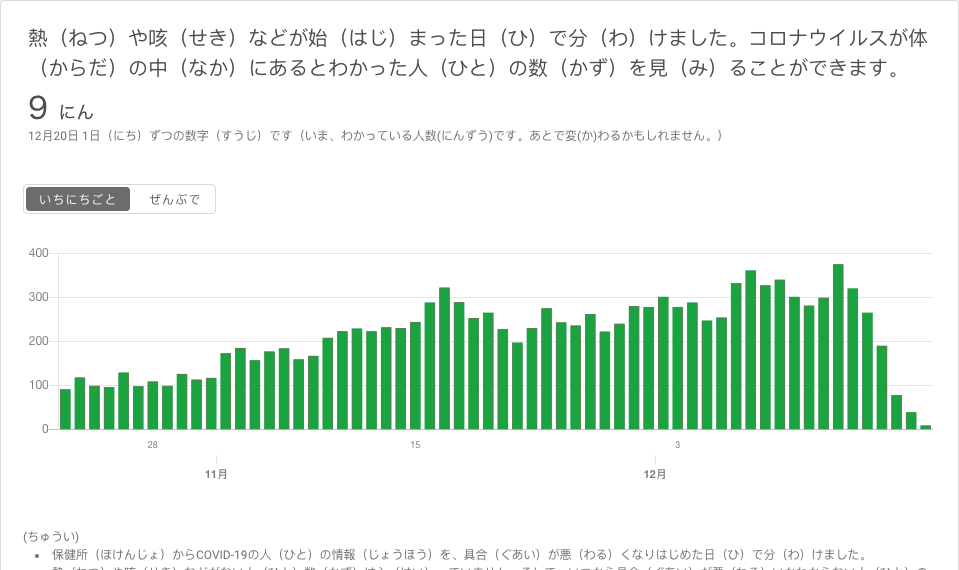 熱（ねつ）や咳（せき）などが始（はじ）まった日（ひ）で分（わ）けました。コロナウイルスが体
（からだ）の中（なか）にあるとわかった人（ひと）の数（かず）を見（み）ることができます。
9 にん
12月20日 1日（にち）ずつの数字（すうじ）です（いま、わかっている人数(にんずう)です。あとで変(か)わるかもしれません。）
いちにちごと ぜんぶで
400
300
200
100
0
28 15 3
11月 12月
(ちゅうい)
• 保健所（ほけんじょ）からCOVID-19の人（ひと）の情報（じょうほう）を、具合（ぐあい）が悪（わる）くなりはじめた日（ひ）で分（わ）けました。